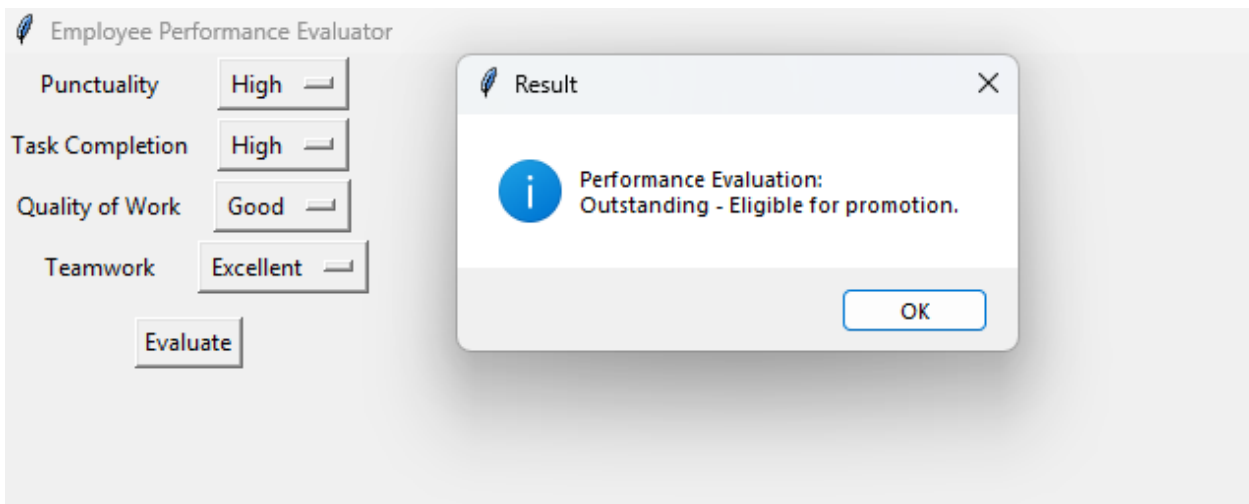 Employee Performance Evaluator
Punctuality High
Task Completion High
Quality of Work Good
Teamwork Excellent
Evaluate
Result
Performance Evaluation:
Outstanding - Eligible for promotion.
OK